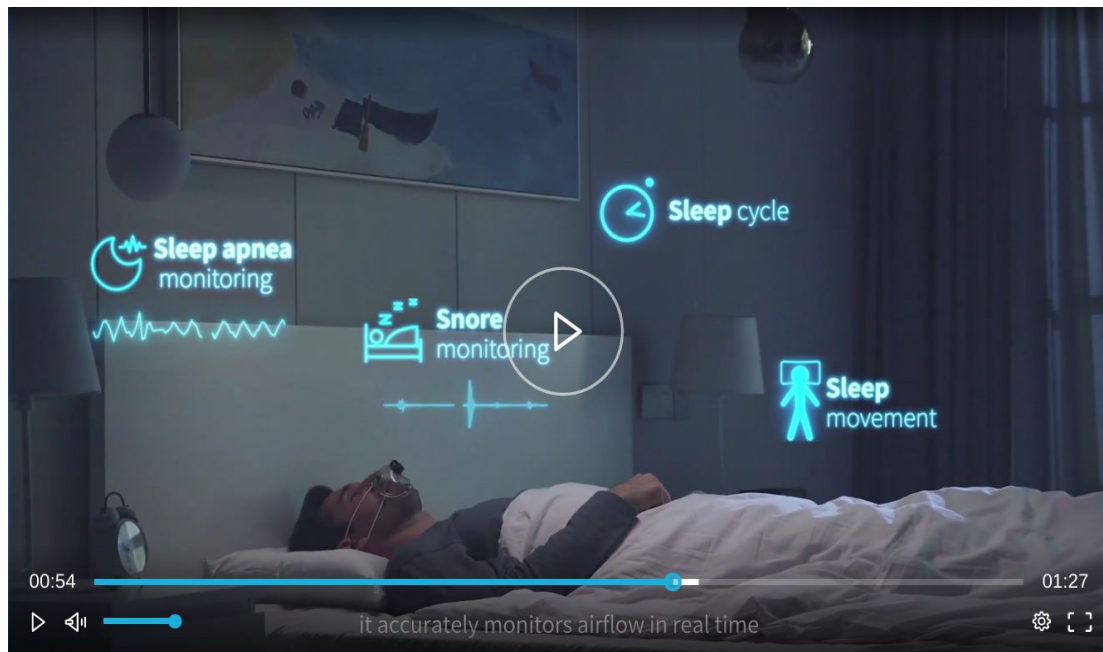 Sleep cycle
Sleep apnea
monitoring
Snore
monitoring
Sleep
movement
00:54
01:27
it accurately monitors airflow in real time